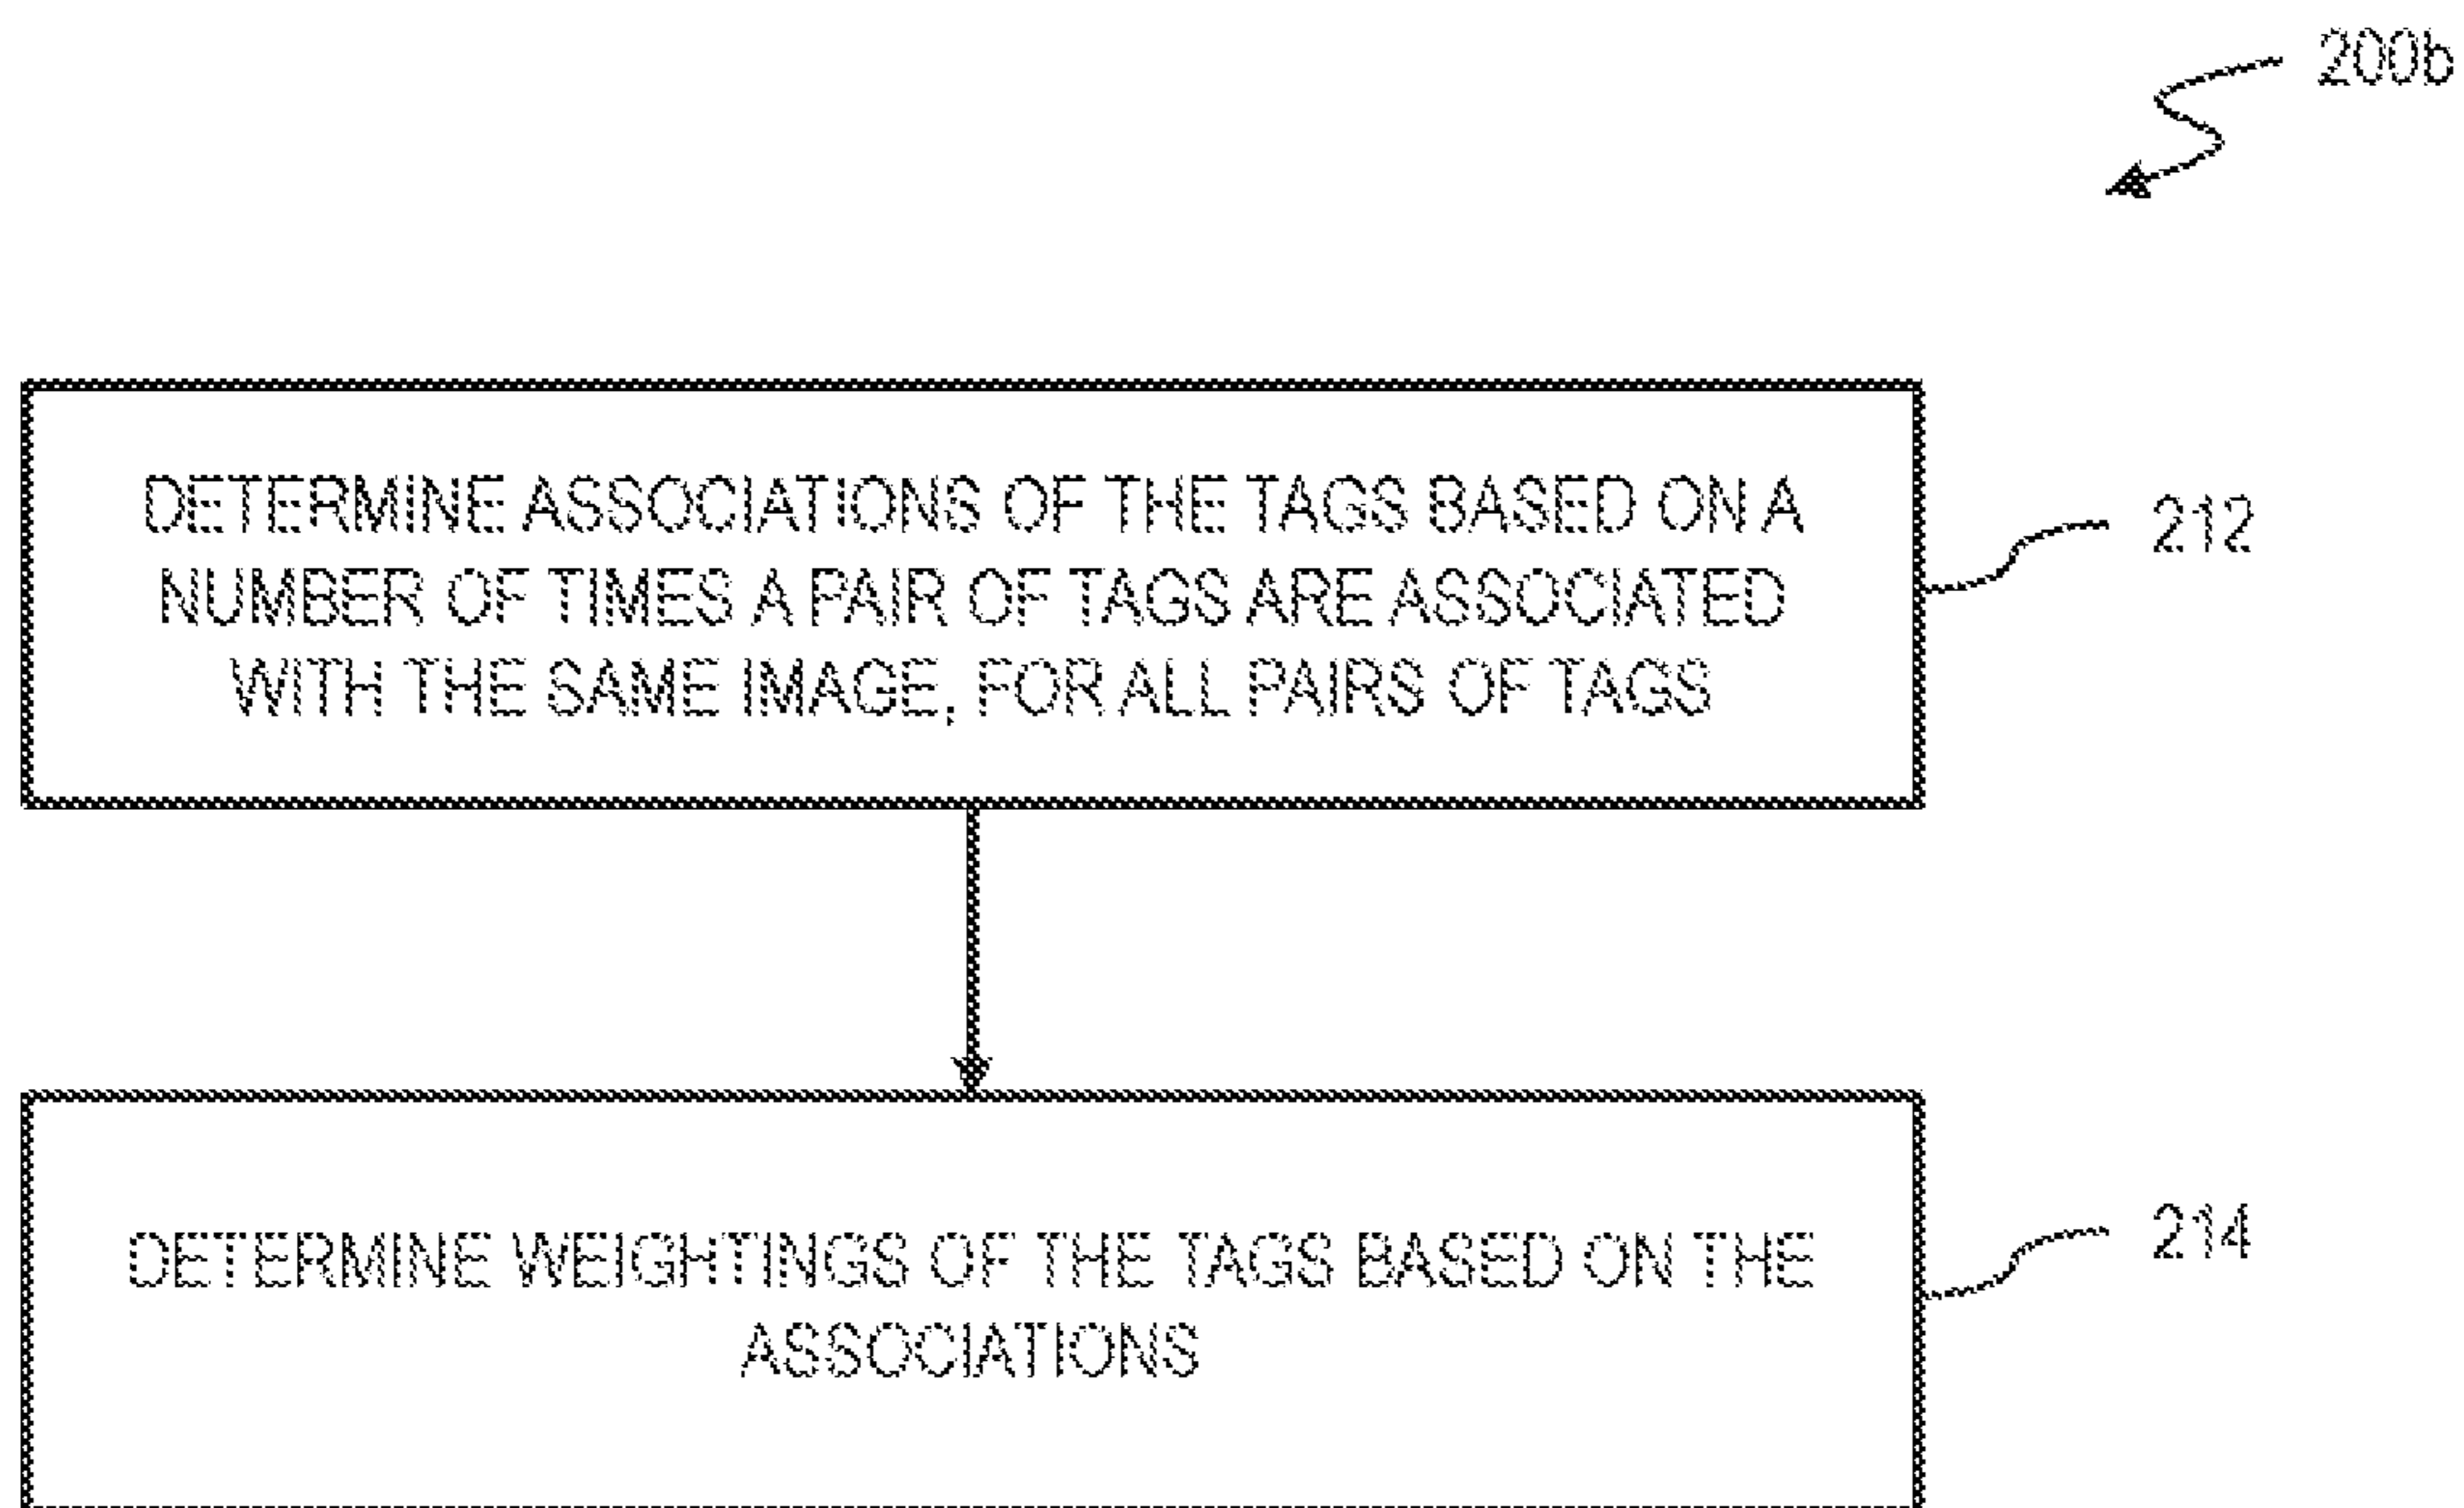 200b
DETERMINE ASSOCIATIONS OF THE TAGS BASED ON A
NUMBER OF TIMES A PAIR OF TAGS ARE ASSOCIATED
WITH THE SAME IMAGE, FOR ALL PAIRS OF TAGS
212
DETERMINE WEIGHTINGS OF THE TAGS BASED ON THE
ASSOCIATIONS
214